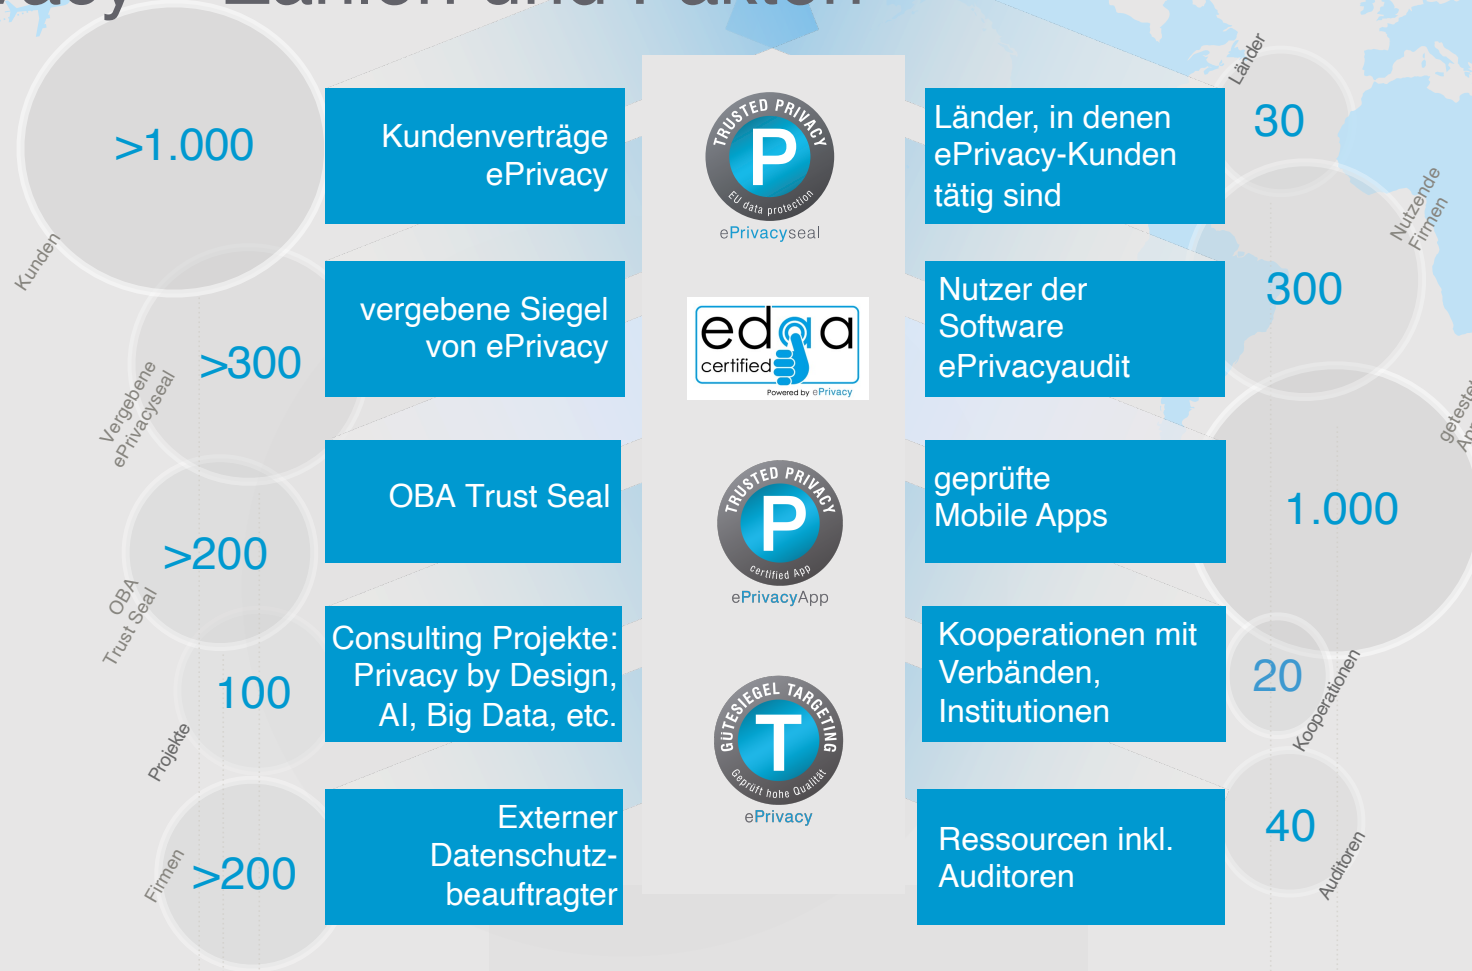 Zahlen und Fakten
>1.000
Kunden
Kundenverträge
ePrivacy
>300
Vergebene
ePrivacyseal
vergebene Siegel
von ePrivacy
>200
OBA
Trust Seal
OBA Trust Seal
100
Projekte
Consulting Projekte:
Privacy by Design,
AI, Big Data, etc.
>200
Firmen
Externer
Datenschutz-
beauftragter
TRUSTED PRIVACY
P
EU data protection
ePrivacyseal
edaa
certified
Powered by ePrivacy
TRUSTED PRIVACY
P
certified App
ePrivacyApp
GÜTESIEGEL TARGETING
T
Geprüft hohe Qualität
ePrivacy
Länder, in denen
ePrivacy-Kunden
tätig sind
30
Länder
Nutzer der
Software
ePrivacyaudit
300
Nutzende
Firmen
geprüfte
Mobile Apps
1.000
Kooperationen mit
Verbänden,
Institutionen
20
Kooperationen
Ressourcen inkl.
Auditoren
40
Auditoren